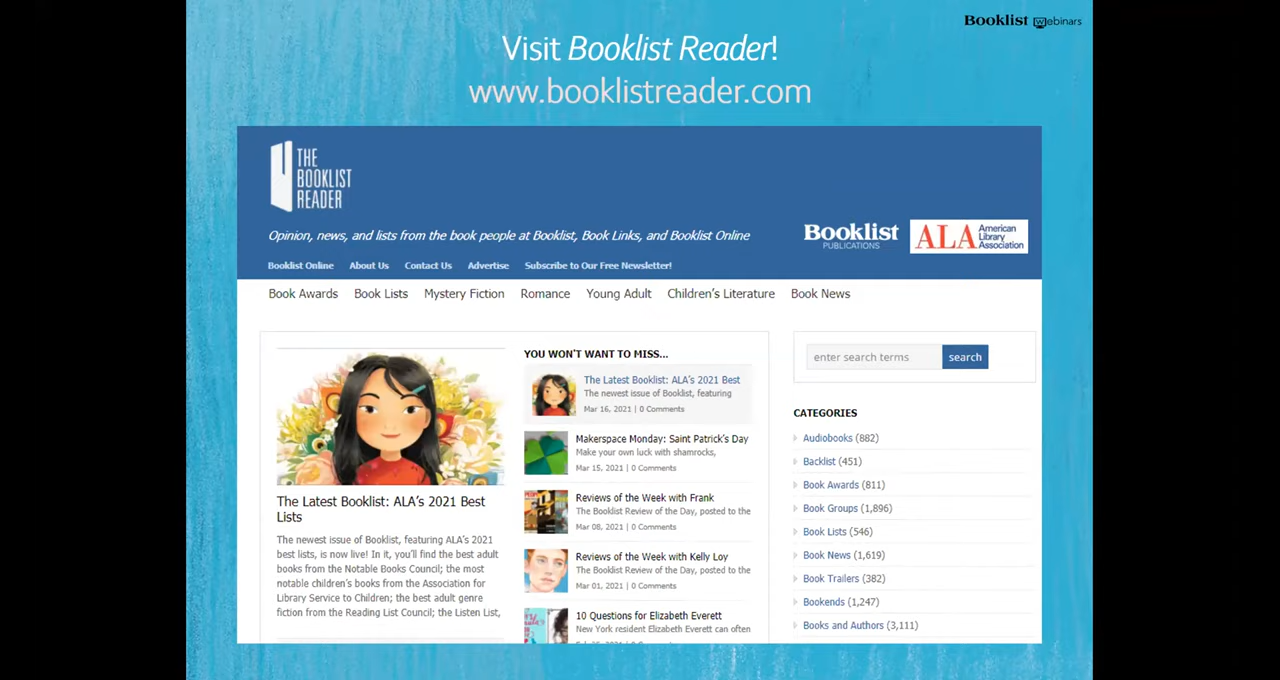 Booklist Webinars
Visit Booklist Reader!
www.booklistreader.com
THE
BOOKLIST
READER
Opinion, news, and lists from the book people at Booklist, Book Links, and Booklist Online
Booklist
PUBLICATIONS
ALA American
Library
Association
Booklist Online About Us Contact Us Advertise Subscribe to Our Free Newsletter!
Book Awards Book Lists Mystery Fiction Romance Young Adult Children's Literature Book News
The Latest Booklist: ALA's 2021 Best
Lists
The newest issue of Booklist, featuring ALA's 2021
best lists, is now live! In it, you'll find the best adult
books from the Notable Books Council; the most
notable children's books from the Association for
Library Service to Children; the best adult genre
fiction from the Reading List Council; the Listen List,
YOU WON'T WANT TO MISS...
The Latest Booklist: ALA's 2021 Best
The newest issue of Booklist, featuring
Mar 16, 2021 | 0 Comments
Makerspace Monday: Saint Patrick's Day
Make your own luck with shamrocks,
Mar 15, 2021 | 0 Comments
Reviews of the Week with Frank
The Booklist Review of the Day, posted to the
Mar 08, 2021 | 0 Comments
Reviews of the Week with Kelly Loy
The Booklist Review of the Day, posted to the
Mar 01, 2021 | 0 Comments
10 Questions for Elizabeth Everett
New York resident Elizabeth Everett can often
enter search terms search
CATEGORIES
Audiobooks (882)
Backlist (451)
Book Awards (811)
Book Groups (1,896)
Book Lists (546)
Book News (1,619)
Book Trailers (382)
Bookends (1,247)
Books and Authors (3,111)